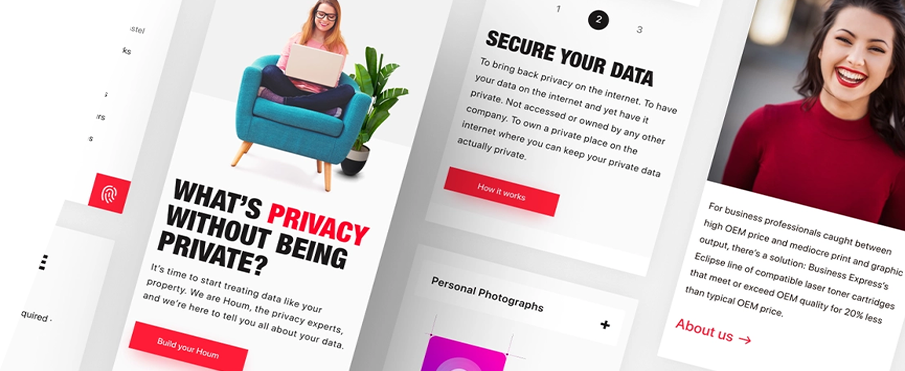 stel
ks
s
ers
s
quired -
WHAT'S PRIVACY
WITHOUT BEING
PRIVATE?
It's time to start treating data like your
property. We are Houm, the privacy experts,
and we're here to tell you all about your data.
Build your Houm
1 2 3
SECURE YOUR DATA
To bring back privacy on the internet. To have
your data on the internet and yet have it
private. Not accessed or owned by any other
company. To own a private place on the
internet where you can keep your private data
actually private.
How it works
Personal Photographs
+
For business professionals caught between
high OEM price and mediocre print and graphic
output, there's a solution: Business Express's
Eclipse line of compatible laser toner cartridges
that meet or exceed OEM quality for 20% less
than typical OEM price.
About us →